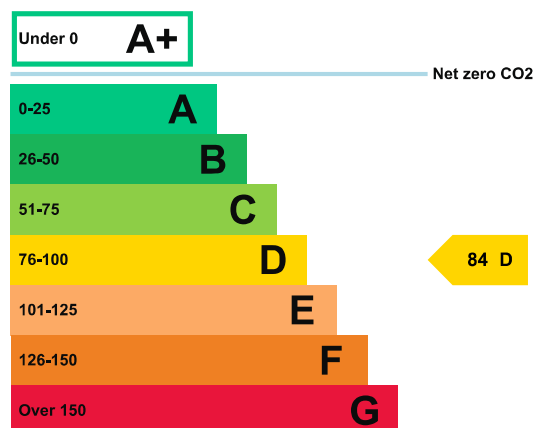 Under 0 A+
Net zero CO2
0-25 A
26-50 B
51-75 C
76-100 D
84 D
101-125 E
126-150 F
Over 150 G